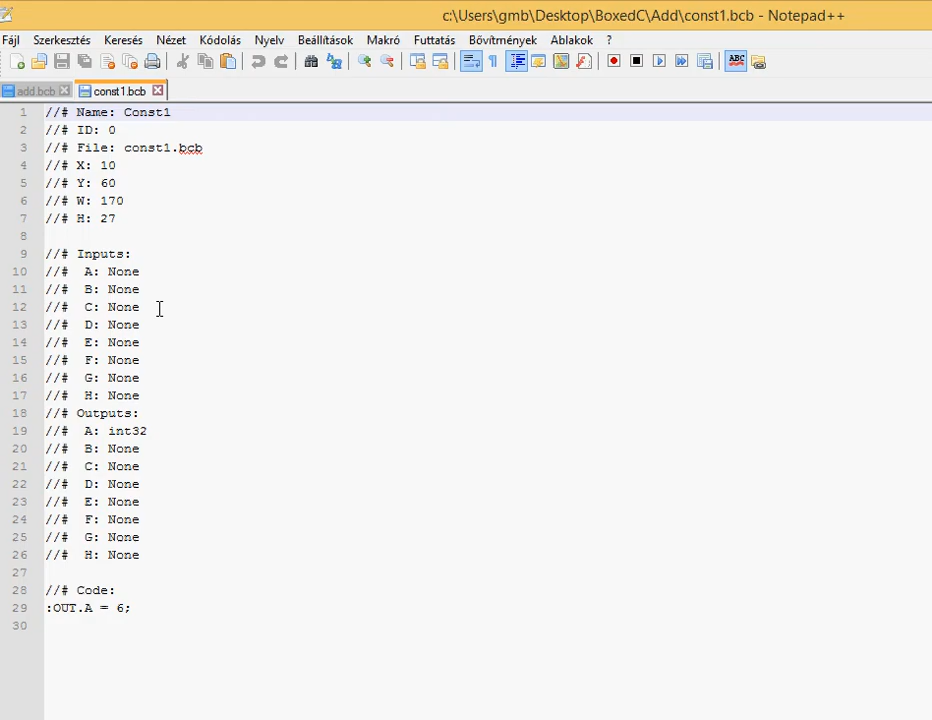 c:\Users\gmb\Desktop\BoxedC\Add\const1.bcb - Notepad++
Fájl Szerkesztés Keresés Nézet Kódolás Nyelv Beállítások Makró Futtatás Bővítmények Ablakok ?
ABC
add.bcb const1.bcb
1 //# Name: Const1
2 //# ID: 0
3 //# File: const1.bcb
4 //# X: 10
5 //# Y: 60
6 //# W: 170
7 //# H: 27
8
9 //# Inputs:
10 //#  A: None
11 //#  B: None
12 //#  C: None
13 //#  D: None
14 //#  E: None
15 //#  F: None
16 //#  G: None
17 //#  H: None
18 //# Outputs:
19 //#  A: int32
20 //#  B: None
21 //#  C: None
22 //#  D: None
23 //#  E: None
24 //#  F: None
25 //#  G: None
26 //#  H: None
27
28 //# Code:
29 :OUT.A = 6;
30